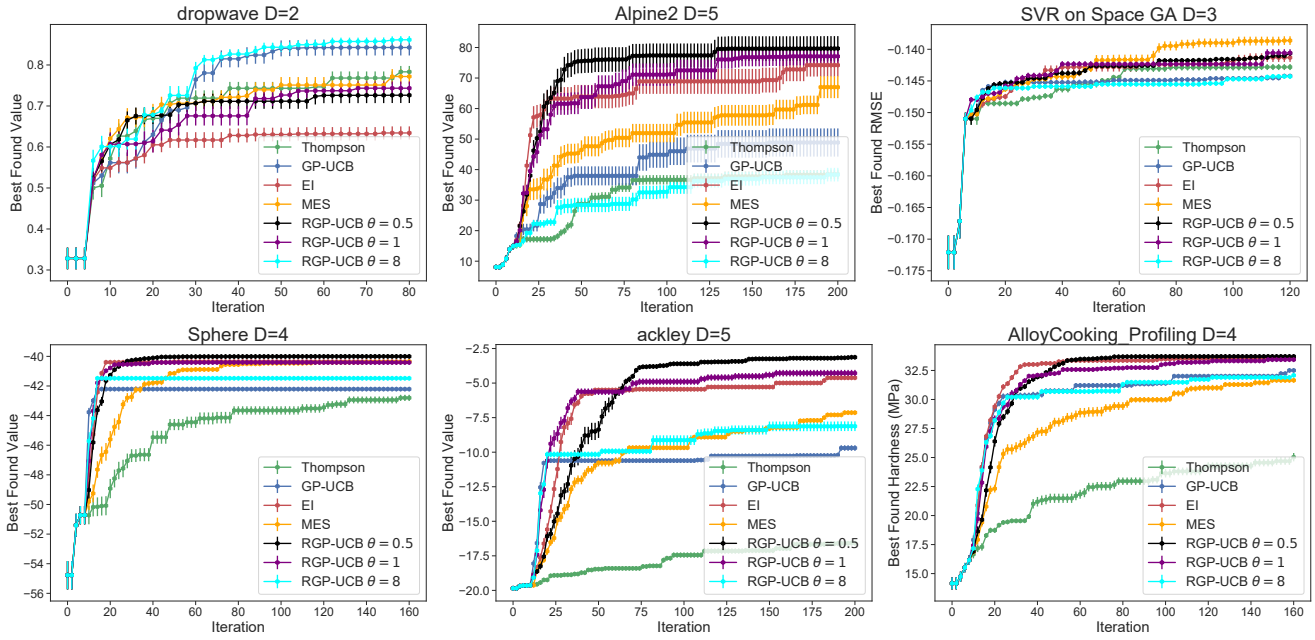 dropwave D=2
Best Found Value
0.8
0.7
0.6
0.5
0.4
0.3
Thompson
GP-UCB
EI
MES
RGP-UCB θ = 0.5
RGP-UCB θ = 1
RGP-UCB θ = 8
0 10 20 30 40 50 60 70 80
Iteration
Alpine2 D=5
Best Found Value
80
70
60
50
40
30
20
10
Thompson
GP-UCB
EI
MES
RGP-UCB θ = 0.5
RGP-UCB θ = 1
RGP-UCB θ = 8
0 25 50 75 100 125 150 175 200
Iteration
SVR on Space GA D=3
Best Found RMSE
−0.140
−0.145
−0.150
−0.155
−0.160
−0.165
−0.170
−0.175
Thompson
GP-UCB
EI
MES
RGP-UCB θ = 0.5
RGP-UCB θ = 1
RGP-UCB θ = 8
0 20 40 60 80 100 120
Iteration
Sphere D=4
Best Found Value
−40
−42
−44
−46
−48
−50
−52
−54
−56
Thompson
GP-UCB
EI
MES
RGP-UCB θ = 0.5
RGP-UCB θ = 1
RGP-UCB θ = 8
0 20 40 60 80 100 120 140 160
Iteration
ackley D=5
Best Found Value
−2.5
−5.0
−7.5
−10.0
−12.5
−15.0
−17.5
−20.0
Thompson
GP-UCB
EI
MES
RGP-UCB θ = 0.5
RGP-UCB θ = 1
RGP-UCB θ = 8
0 25 50 75 100 125 150 175 200
Iteration
AlloyCooking_Profiling D=4
Best Found Hardness (MPa)
32.5
30.0
27.5
25.0
22.5
20.0
17.5
15.0
Thompson
GP-UCB
EI
MES
RGP-UCB θ = 0.5
RGP-UCB θ = 1
RGP-UCB θ = 8
0 20 40 60 80 100 120 140 160
Iteration